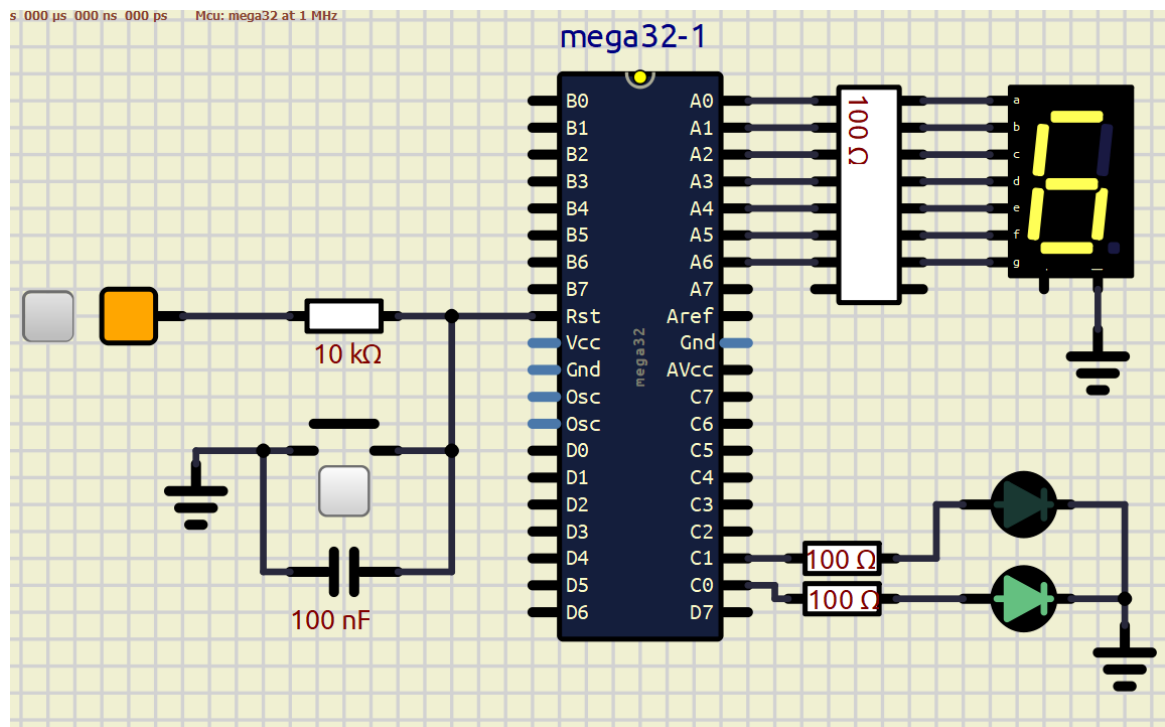 s 000 µs 000 ns 000 ps Mcu: mega32 at 1 MHz
mega32-1
B0 A0
B1 A1
B2 A2
B3 A3
B4 A4
B5 A5
B6 A6
B7 A7
Rst Aref
Vcc Gnd
Gnd AVcc
Osc C7
Osc C6
D0 C5
D1 C4
D2 C3
D3 C2
D4 C1
D5 C0
D6 D7
mega32
100 Ω
a
b
c
d
e
f
g
10 kΩ
100 nF
100 Ω
100 Ω